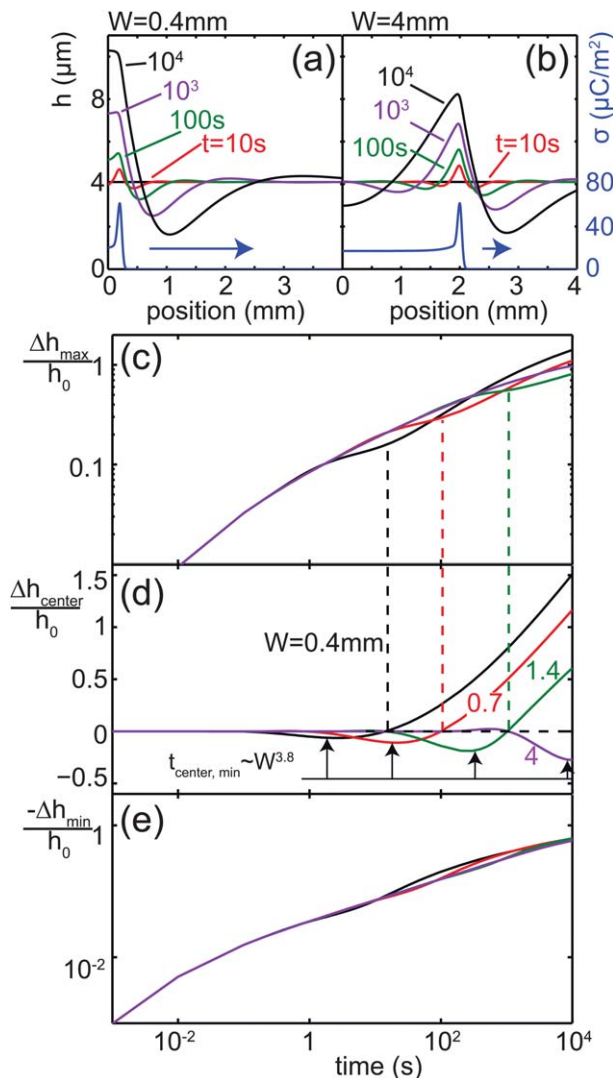 W=0.4mm
W=4mm
h (μm)
8
4
0
(a)
10⁴
10³
100s
t=10s
0 1 2 3
position (mm)
(b)
10⁴
10³
100s
t=10s
0 1 2 3 4
position (mm)
σ (μC/m²)
80
40
0
(c)
Δh_max
h₀
1
0.1
(d)
Δh_center
h₀
1.5
1.0
0.5
0
−0.5
W=0.4mm
0.7
1.4
4
t_center, min~W^3.8
(e)
-Δh_min
h₀
1
10⁻²
10⁻² 1 10² 10⁴
time (s)